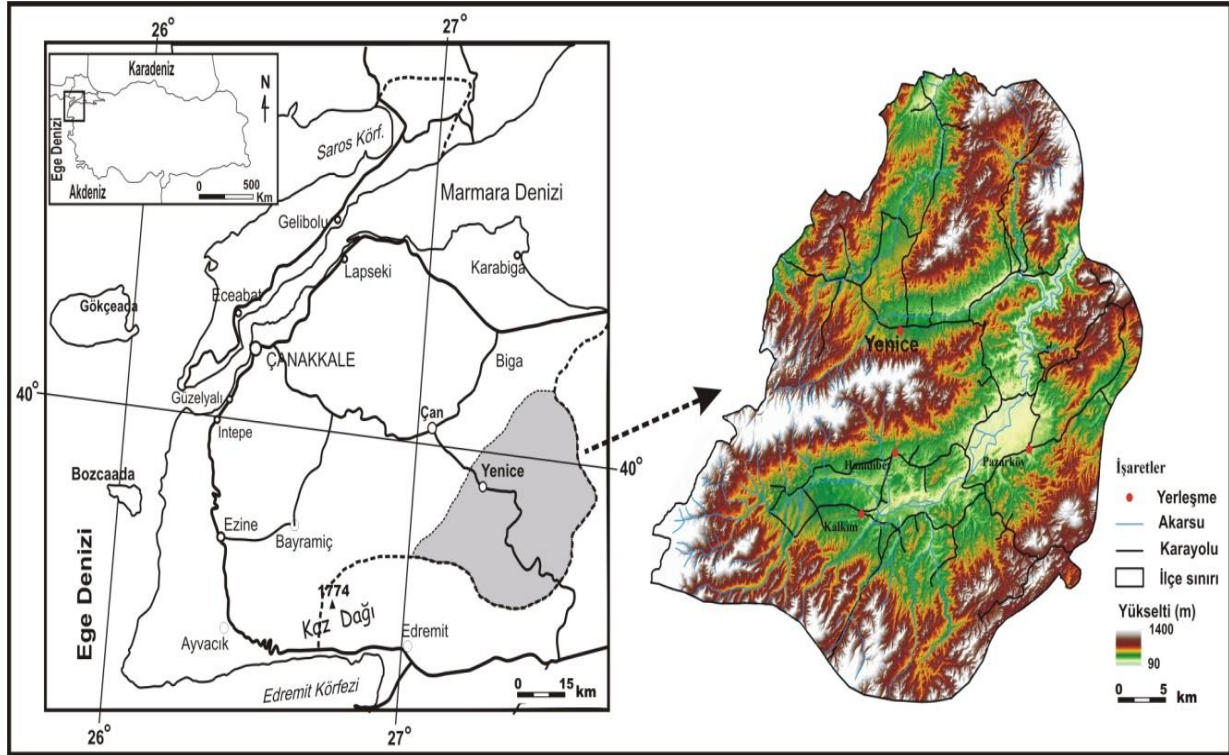 26°
27°
Karadeniz
N
Ege Denizi
Akdeniz
0 500
Km
Saros Körf.
Marmara Denizi
Gelibolu
Lapseki
Karabiga
Eceabat
Gökçeada
ÇANAKKALE
Biga
40°
Güzelyalı
İntepe
Çan
40°
Bozcaada
Yenice
Ezine
Bayramiç
1774
Kaz Dağı
Ege Denizi
Ayvacık
Edremit
Edremit Körfezi
0 15 km
26°
27°
Yenice
Hamdibey
Pazarköy
Kalkım
İşaretler
Yerleşme
Akarsu
Karayolu
İlçe sınırı
Yükselti (m)
1400
90
0 5
km